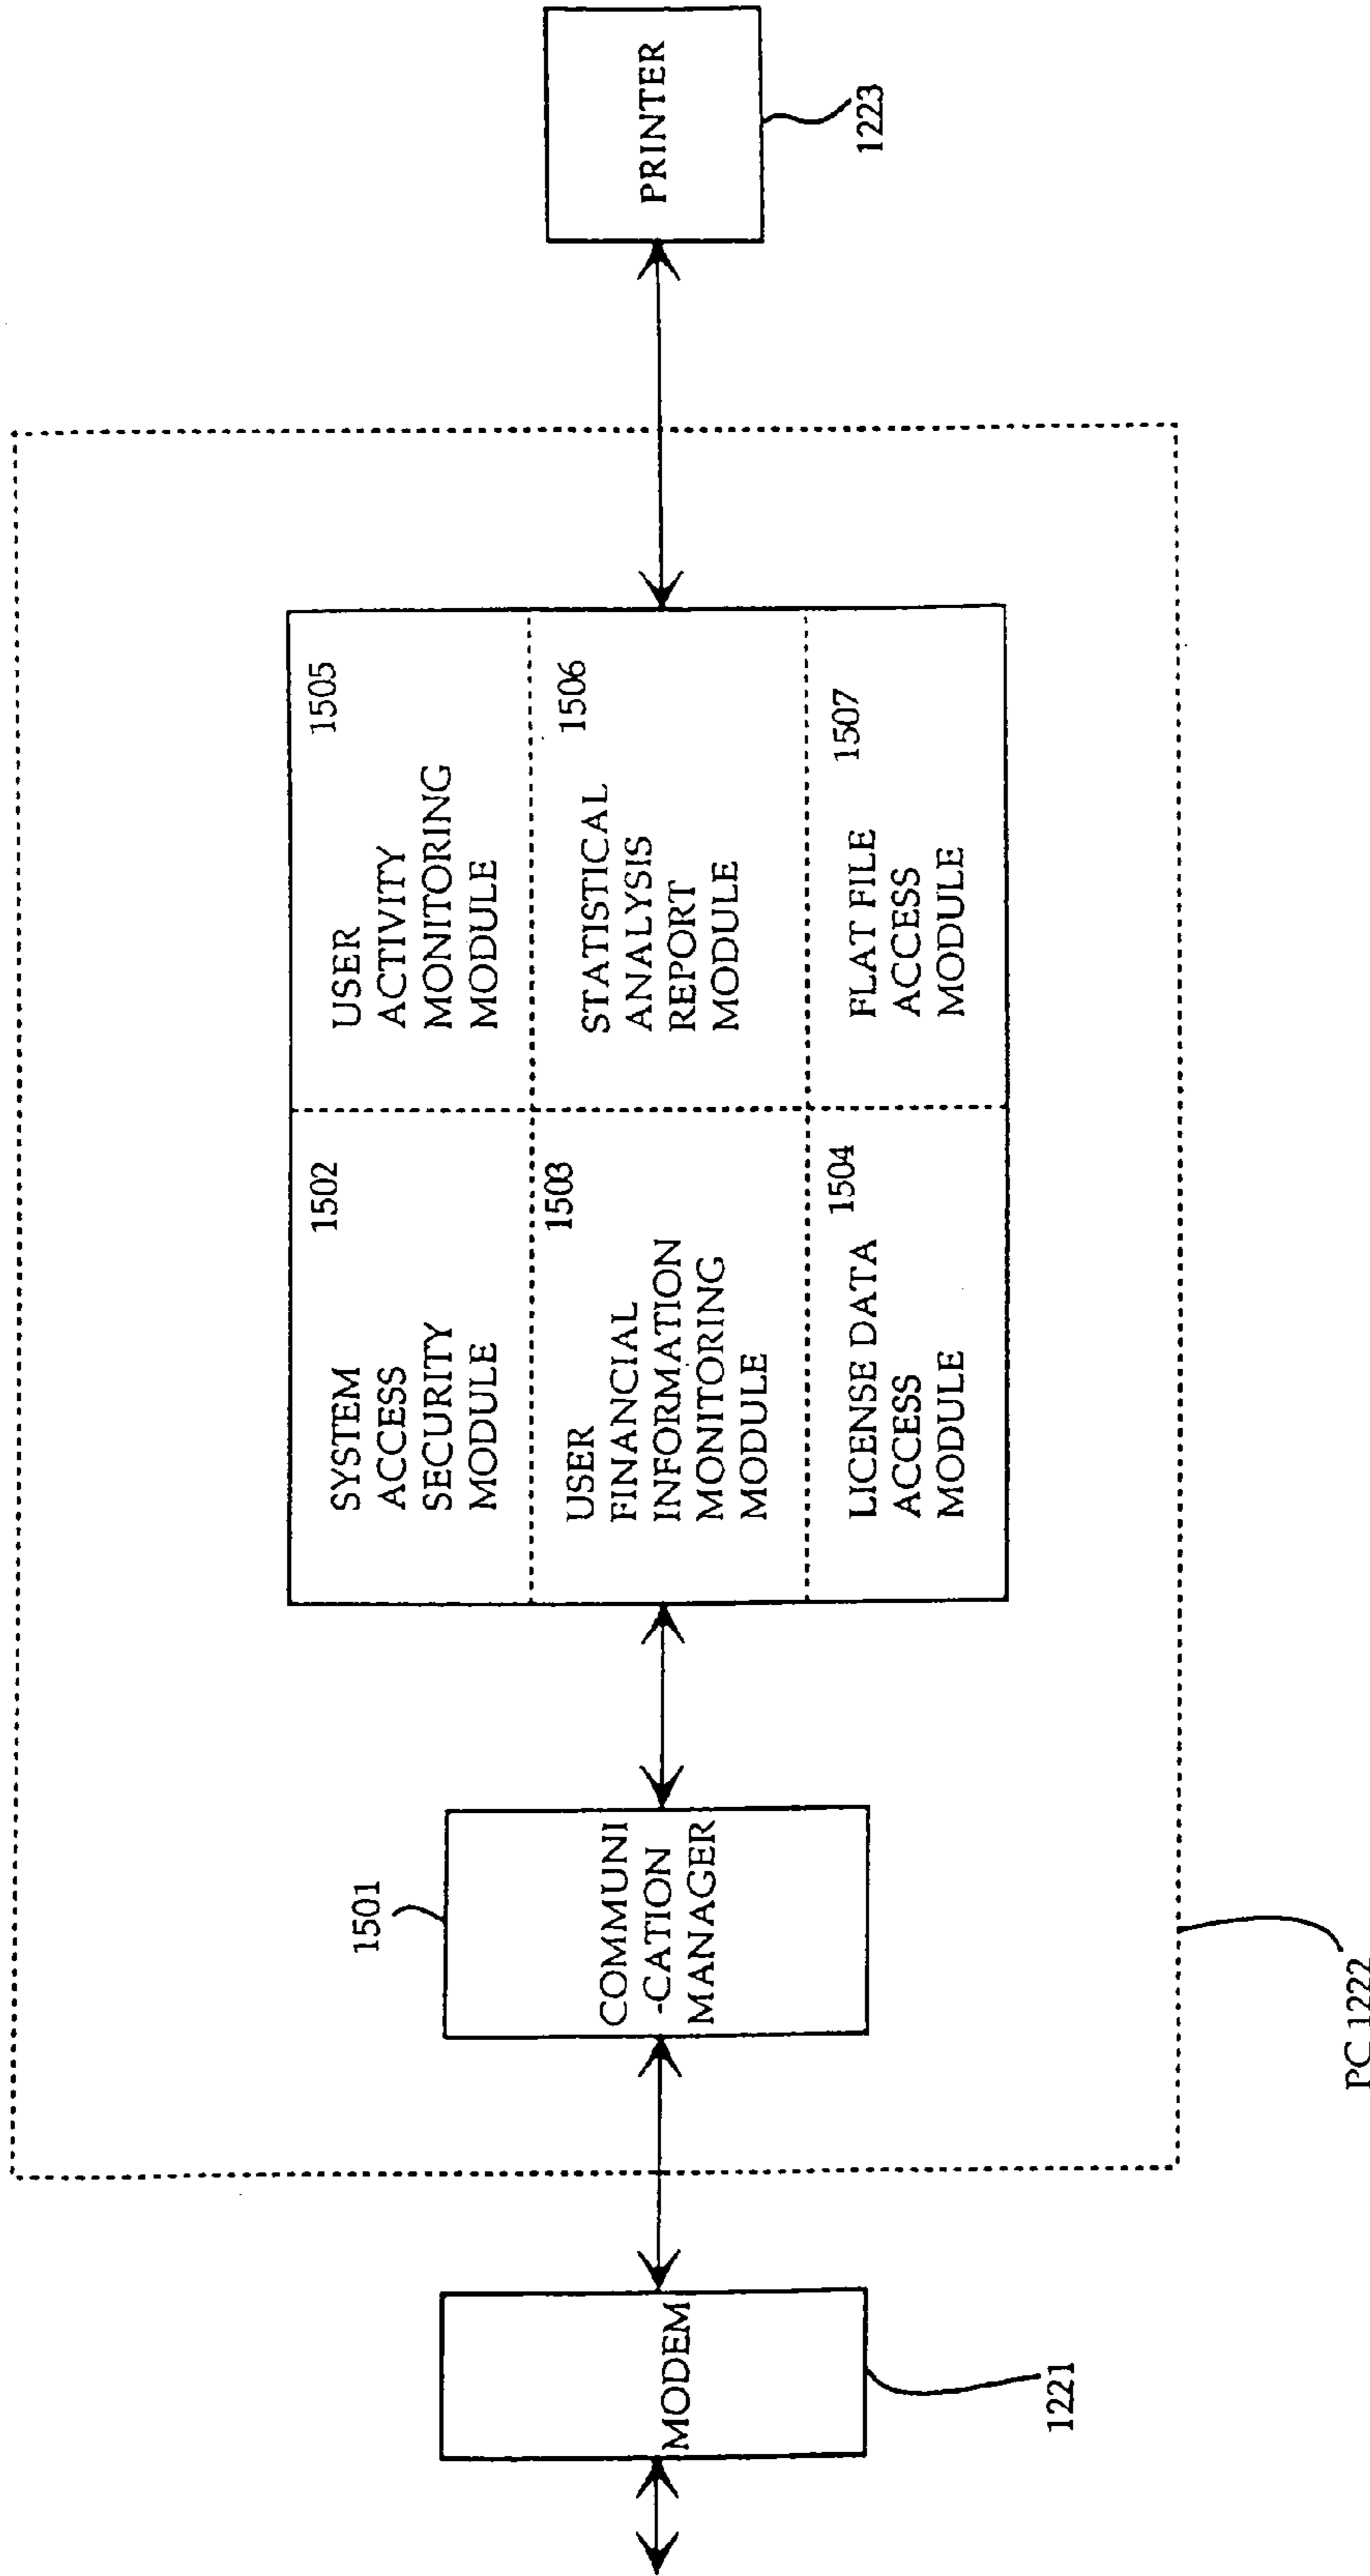 MODEM
1221
1501
COMMUNI
-CATION
MANAGER
PC 1222
SYSTEM
ACCESS
SECURITY
MODULE
1502
USER
FINANCIAL
INFORMATION
MONITORING
MODULE
1503
LICENSE DATA
ACCESS
MODULE
1504
USER
ACTIVITY
MONITORING
MODULE
1505
STATISTICAL
ANALYSIS
REPORT
MODULE
1506
FLAT FILE
ACCESS
MODULE
1507
PRINTER
1223